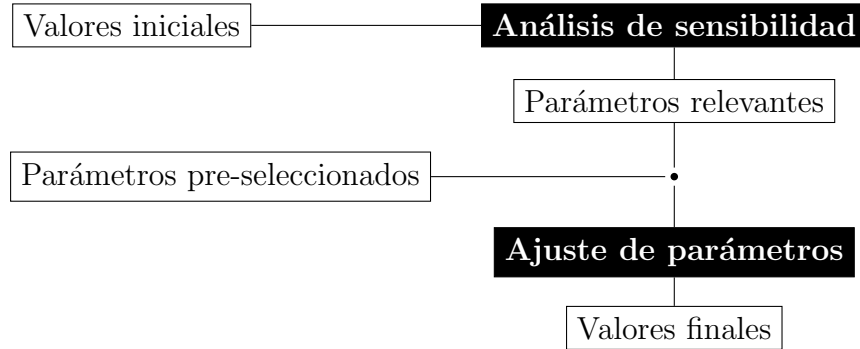 Valores iniciales
Análisis de sensibilidad
Parámetros relevantes
Parámetros pre-seleccionados
Ajuste de parámetros
Valores finales